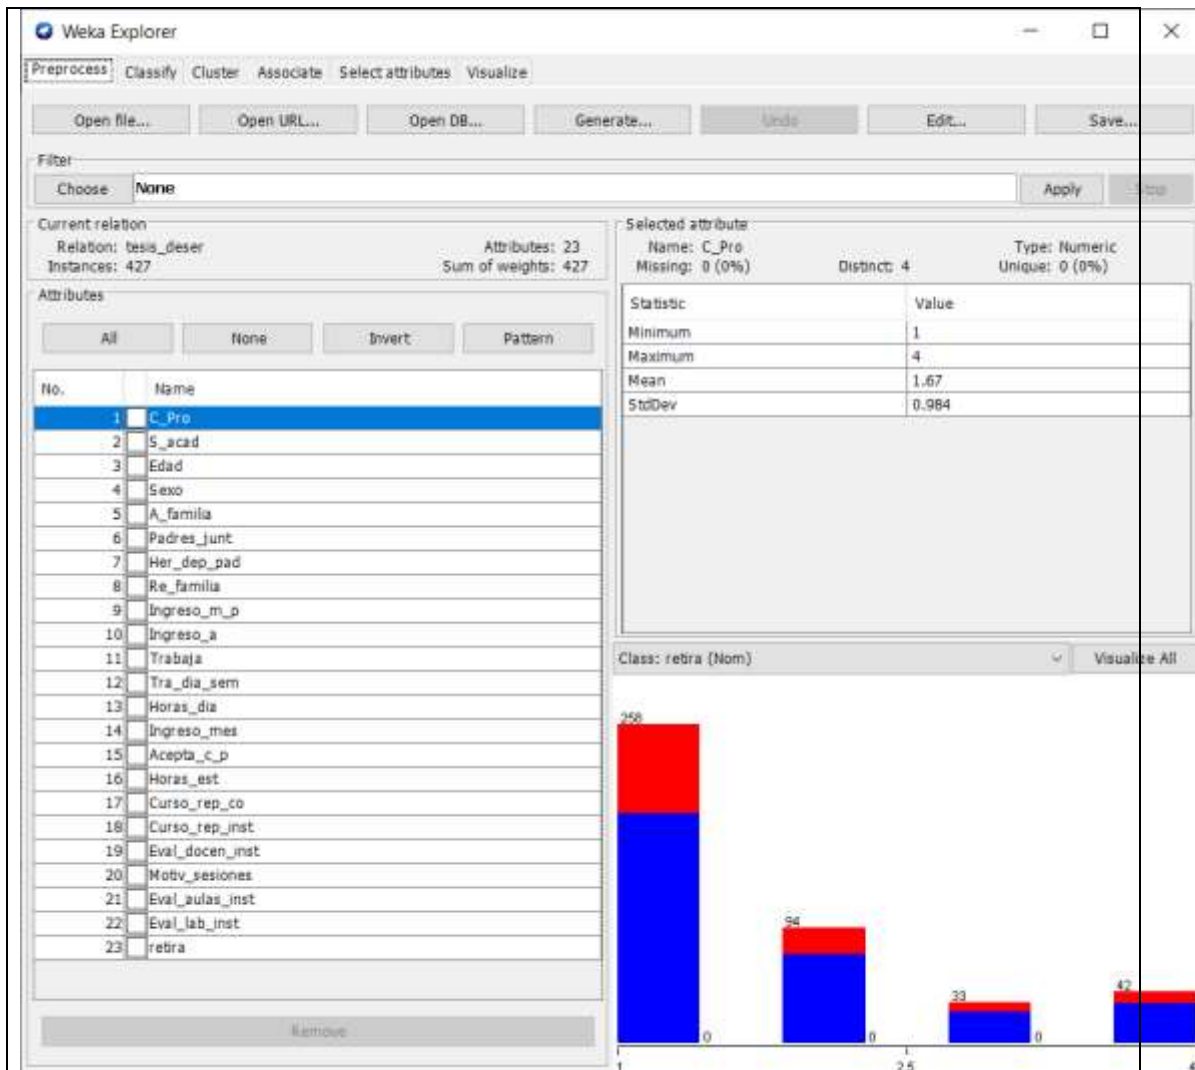 Weka Explorer
Preprocess Classify Cluster Associate Select attributes Visualize
Open file... Open URL... Open DB... Generate... Undo Edit... Save...
Filter
Choose None Apply Stop
Current relation
Relation: tesis_deser Attributes: 23
Instances: 427 Sum of weights: 427
Selected attribute
Name: C_Pro Type: Numeric
Missing: 0 (0%) Distinct: 4 Unique: 0 (0%)
Statistic Value
Minimum 1
Maximum 4
Mean 1.67
StdDev 0.984
Attributes
All None Invert Pattern
No. Name
1 C_Pro
2 S_acad
3 Edad
4 Sexo
5 A_familia
6 Padres_junt
7 Her_dep_pad
8 Re_familia
9 Ingreso_m_p
10 Ingreso_a
11 Trabaja
12 Tra_dia_sem
13 Horas_dia
14 Ingreso_mes
15 Acepta_c_p
16 Horas_est
17 Curso_rep_co
18 Curso_rep_inst
19 Eval_docen_inst
20 Motiv_sesiones
21 Eval_aulas_inst
22 Eval_lab_inst
23 retira
Remove
Class: retira (Nom) Visualize All
258
94
33
42
0 0 0
1 2.5 4